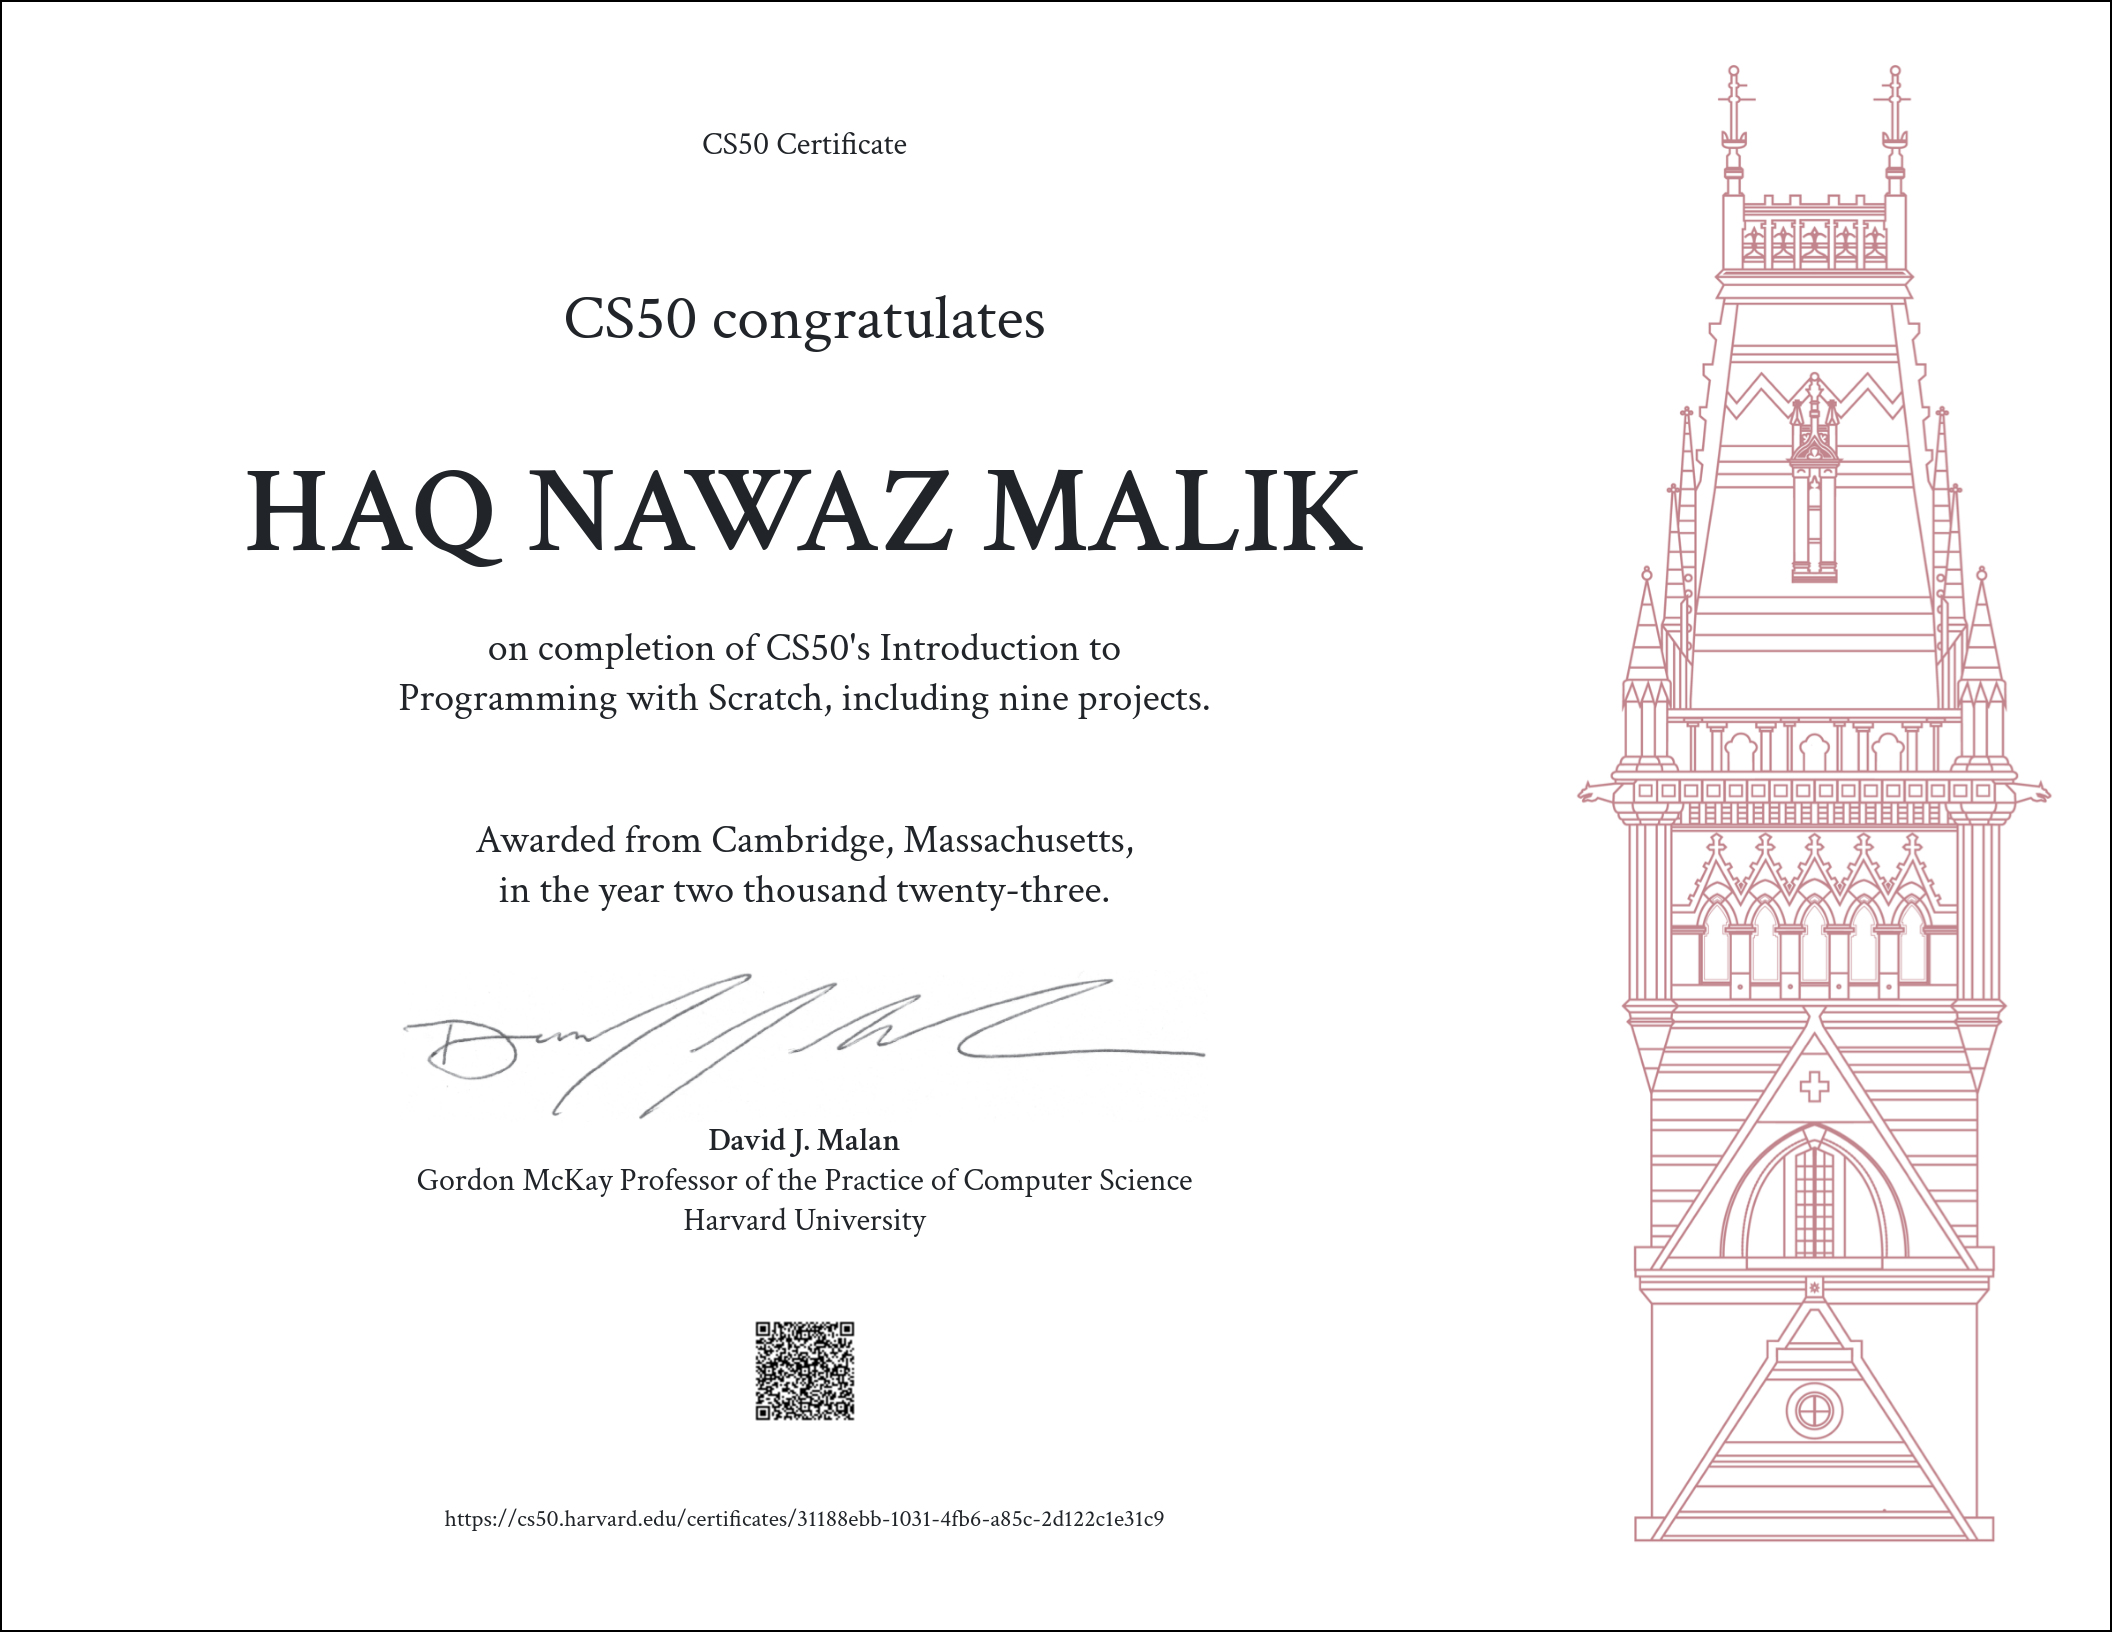 CS50 Certificate
CS50 congratulates
HAQ NAWAZ MALIK
on completion of CS50's Introduction to
Programming with Scratch, including nine projects.
Awarded from Cambridge, Massachusetts,
in the year two thousand twenty-three.
David J. Malan
Gordon McKay Professor of the Practice of Computer Science
Harvard University
https://cs50.harvard.edu/certificates/31188ebb-1031-4fb6-a85c-2d122c1e31c9